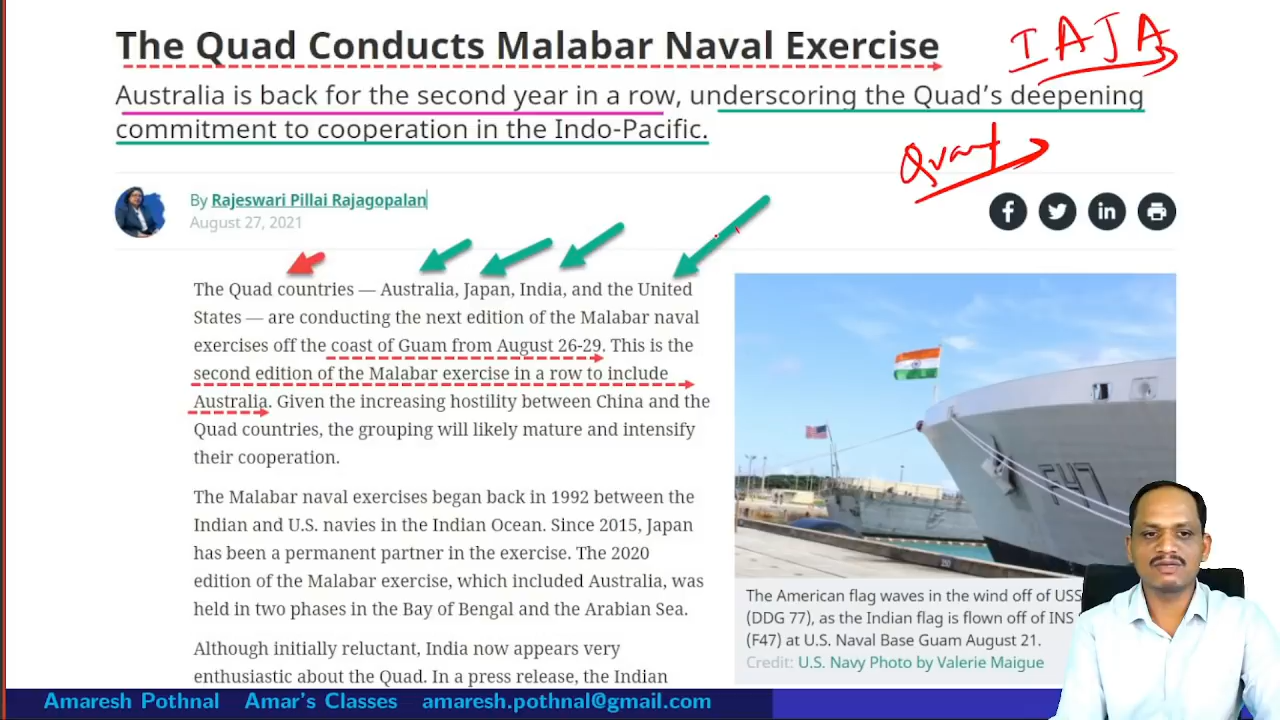 The Quad Conducts Malabar Naval Exercise
IAJA
Australia is back for the second year in a row, underscoring the Quad's deepening
commitment to cooperation in the Indo-Pacific.
By Rajeswari Pillai Rajagopalan
August 27, 2021
The Quad countries — Australia, Japan, India, and the United
States — are conducting the next edition of the Malabar naval
exercises off the coast of Guam from August 26-29. This is the
second edition of the Malabar exercise in a row to include
Australia. Given the increasing hostility between China and the
Quad countries, the grouping will likely mature and intensify
their cooperation.
The Malabar naval exercises began back in 1992 between the
Indian and U.S. navies in the Indian Ocean. Since 2015, Japan
has been a permanent partner in the exercise. The 2020
edition of the Malabar exercise, which included Australia, was
held in two phases in the Bay of Bengal and the Arabian Sea.
Although initially reluctant, India now appears very
enthusiastic about the Quad. In a press release, the Indian
F47
The American flag waves in the wind off of USS
(DDG 77), as the Indian flag is flown off of INS
(F47) at U.S. Naval Base Guam August 21.
Credit: U.S. Navy Photo by Valerie Maigue
Amaresh Pothnal Amar's Classes amaresh.pothnal@gmail.com